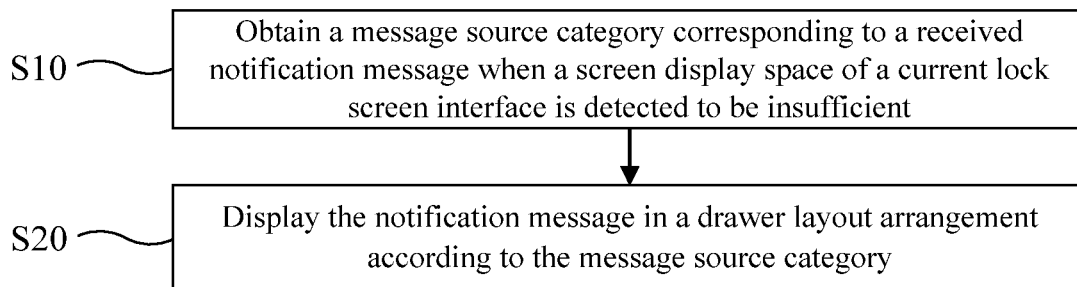 Obtain a message source category corresponding to a received
S10
notification message when a screen display space of a current lock
screen interface is detected to be insufficient
Display the notification message in a drawer layout arrangement
S20
according to the message source category